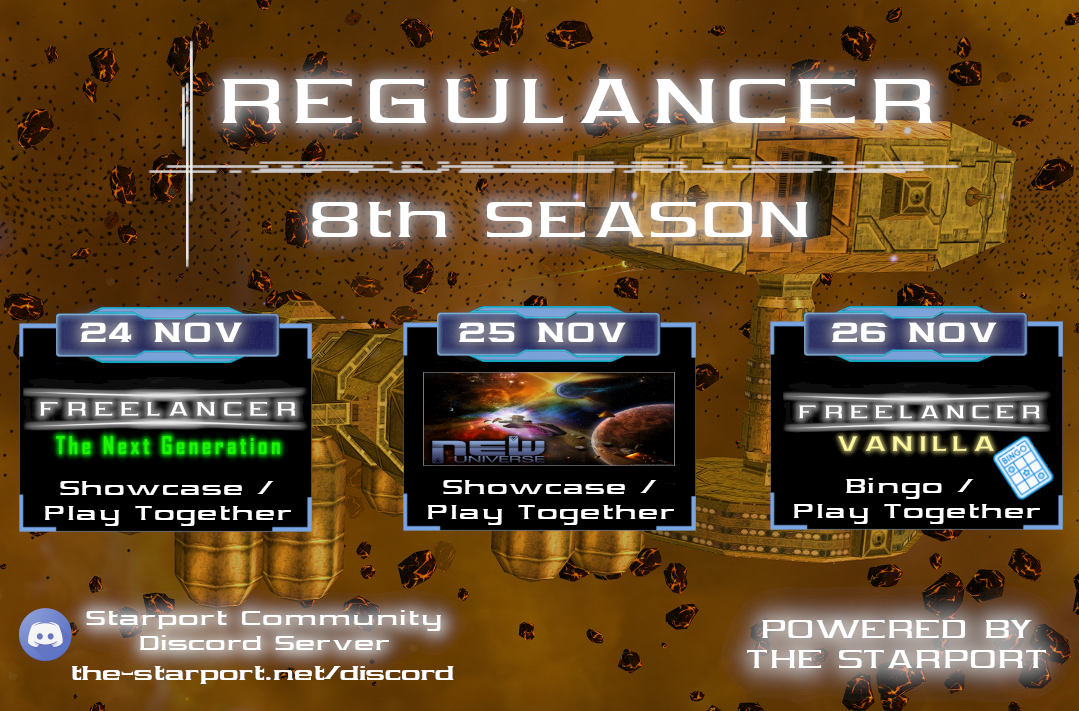 REGULANCER
8th SEASON
24 NOV
FREELANCER
The Next Generation
Showcase /
Play Together
25 NOV
NEW
UNIVERSE
Showcase /
Play Together
26 NOV
FREELANCER
VANILLA
BINGO
Bingo /
Play Together
Starport Community
Discord Server
the-starport.net/discord
POWERED BY
THE STARPORT